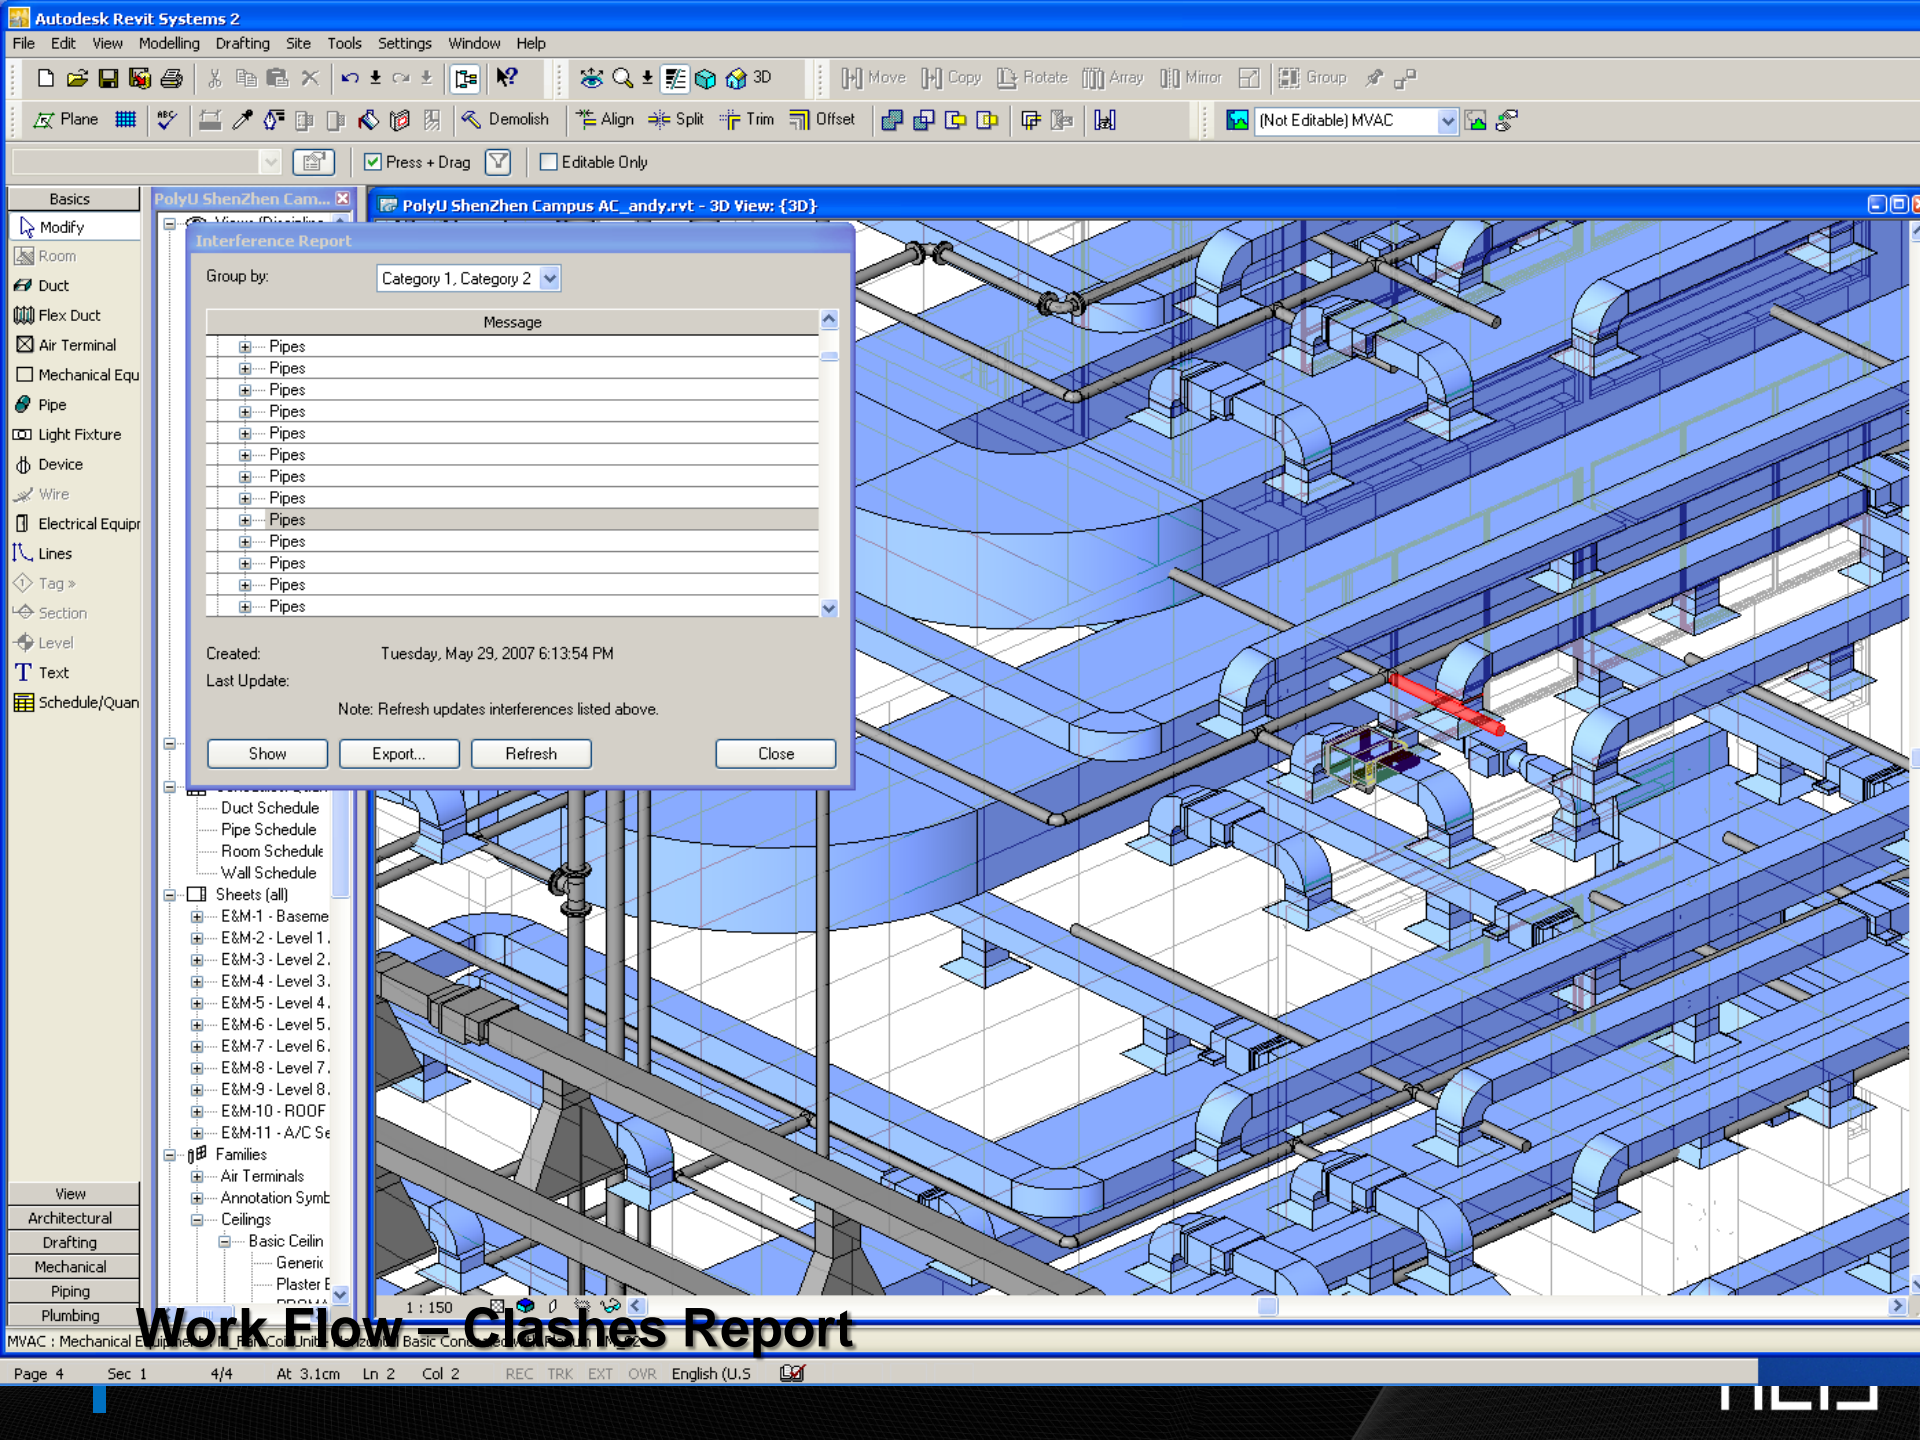 Autodesk Revit Systems 2
File Edit View Modelling Drafting Site Tools Settings Window Help
3D Move Copy Rotate Array Mirror Group
Plane Demolish Align Split Trim Offset (Not Editable) MVAC
Press + Drag Editable Only
Basics
Modify
Room
Duct
Flex Duct
Air Terminal
Mechanical Equ
Pipe
Light Fixture
Device
Wire
Electrical Equipr
Lines
Tag »
Section
Level
Text
Schedule/Quan
View
Architectural
Drafting
Mechanical
Piping
Plumbing
PolyU ShenZhen Cam...
PolyU ShenZhen Campus AC_andy.rvt - 3D View: {3D}
Interference Report
Group by: Category 1, Category 2
Message
Pipes
Pipes
Pipes
Pipes
Pipes
Pipes
Pipes
Pipes
Pipes
Pipes
Pipes
Pipes
Pipes
Created: Tuesday, May 29, 2007 6:13:54 PM
Last Update:
Note: Refresh updates interferences listed above.
Show Export... Refresh Close
Duct Schedule
Pipe Schedule
Room Schedule
Wall Schedule
Sheets (all)
E&M-1 - Baseme
E&M-2 - Level 1
E&M-3 - Level 2
E&M-4 - Level 3
E&M-5 - Level 4
E&M-6 - Level 5
E&M-7 - Level 6
E&M-8 - Level 7
E&M-9 - Level 8
E&M-10 - ROOF
E&M-11 - A/C Se
Families
Air Terminals
Annotation Symb
Ceilings
Basic Ceilin
Generic
Plaster E
1 : 150
Work Flow – Clashes Report
MVAC : Mechanical
Page 4 Sec 1 4/4 At 3.1cm Ln 2 Col 2 REC TRK EXT OVR English (U.S